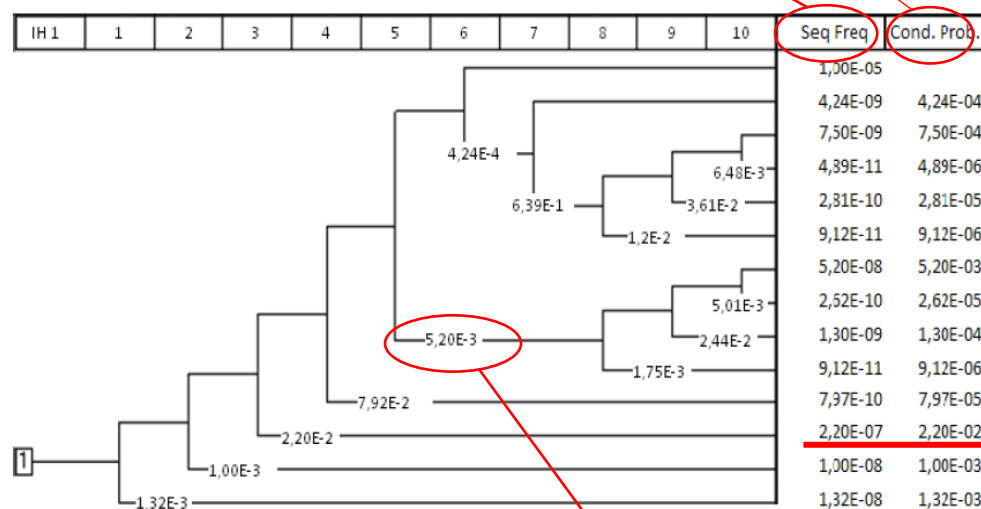 IH 1 1 2 3 4 5 6 7 8 9 10 Seq Freq Cond. Prob.
1,00E-05
4,24E-09 4,24E-04
7,50E-09 7,50E-04
4,24E-4
6,48E-3 4,89E-11 4,89E-06
6,39E-1 3,61E-2 2,81E-10 2,81E-05
1,2E-2 9,12E-11 9,12E-06
5,20E-08 5,20E-03
5,01E-3 2,62E-10 2,62E-05
5,20E-3 2,44E-2 1,30E-09 1,30E-04
1,75E-3 9,12E-11 9,12E-06
7,92E-2 7,97E-10 7,97E-05
2,20E-2 2,20E-07 2,20E-02
1 1,00E-3 1,00E-08 1,00E-03
1.32E-3 1,32E-08 1,32E-03